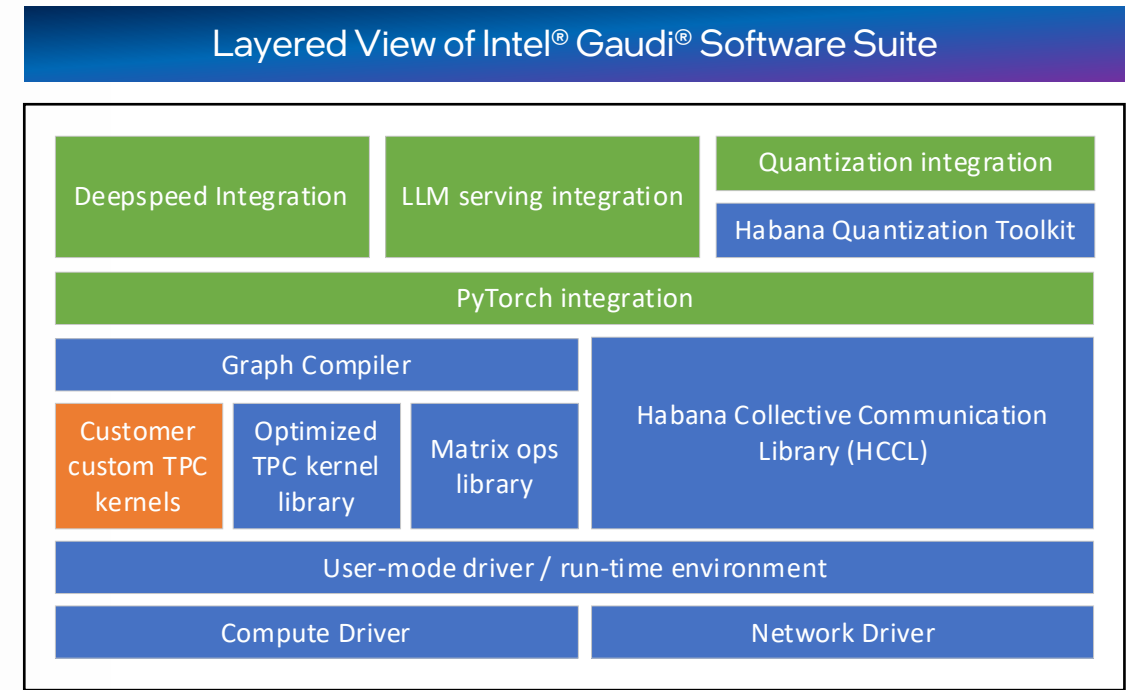 Layered View of Intel® Gaudi® Software Suite
Deepspeed Integration
LLM serving integration
Quantization integration
Habana Quantization Toolkit
PyTorch integration
Graph Compiler
Customer
custom TPC
kernels
Optimized
TPC kernel
library
Matrix ops
library
Habana Collective Communication
Library (HCCL)
User-mode driver / run-time environment
Compute Driver
Network Driver